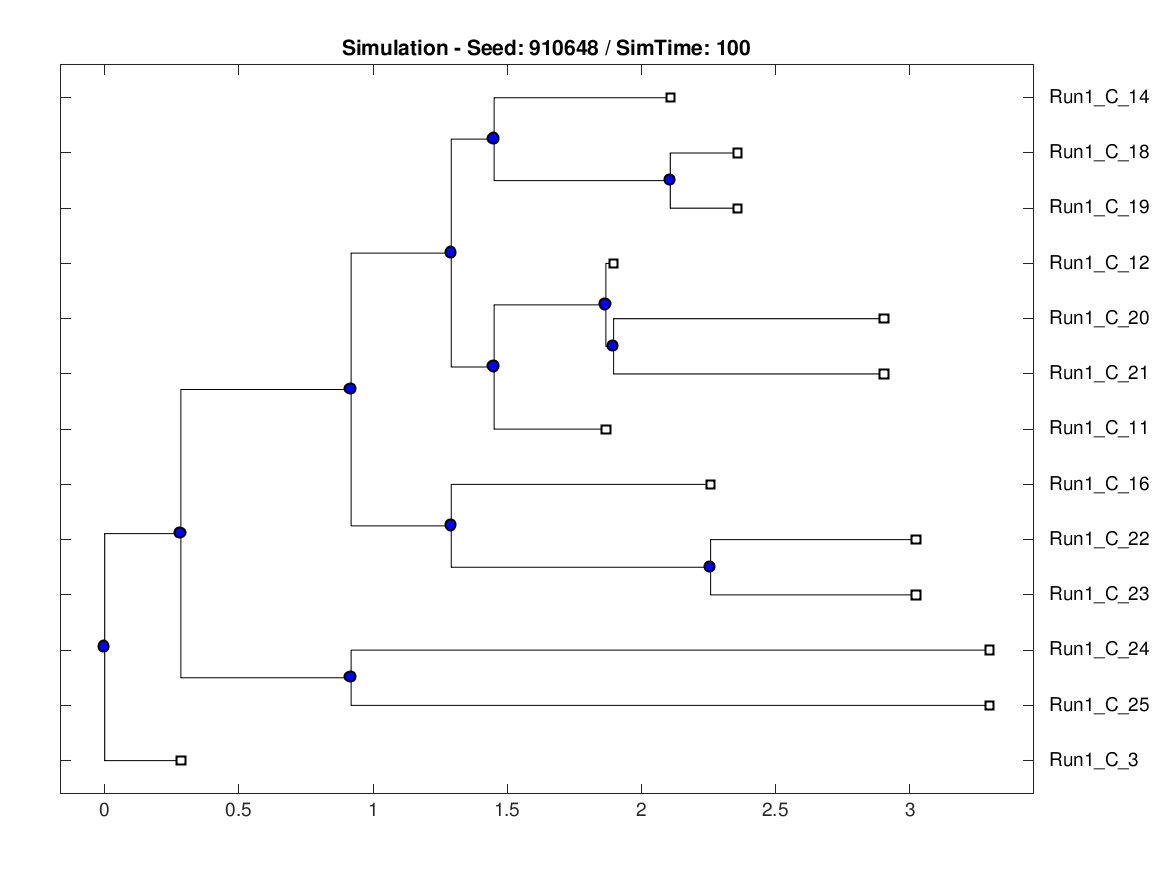 Simulation - Seed: 910648 / SimTime: 100
Run1_C_14
Run1_C_18
Run1_C_19
Run1_C_12
Run1_C_20
Run1_C_21
Run1_C_11
Run1_C_16
Run1_C_22
Run1_C_23
Run1_C_24
Run1_C_25
Run1_C_3
0 0.5 1 1.5 2 2.5 3